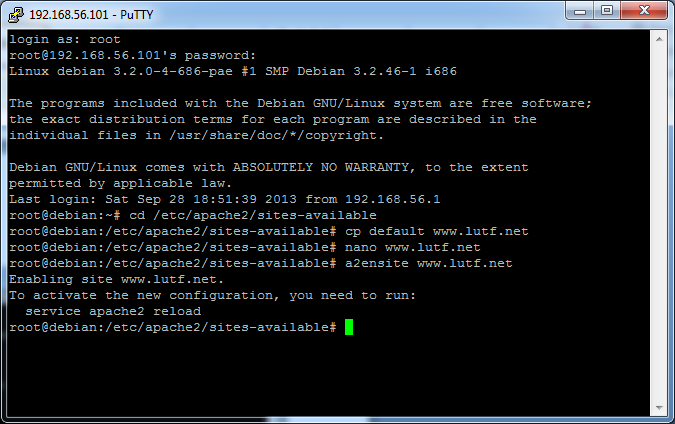 192.168.56.101 - PuTTY
login as: root
root@192.168.56.101's password:
Linux debian 3.2.0-4-686-pae #1 SMP Debian 3.2.46-1 i686
The programs included with the Debian GNU/Linux system are free software;
the exact distribution terms for each program are described in the
individual files in /usr/share/doc/*/copyright.
Debian GNU/Linux comes with ABSOLUTELY NO WARRANTY, to the extent
permitted by applicable law.
Last login: Sat Sep 28 18:51:39 2013 from 192.168.56.1
root@debian:~# cd /etc/apache2/sites-available
root@debian:/etc/apache2/sites-available# cp default www.lutf.net
root@debian:/etc/apache2/sites-available# nano www.lutf.net
root@debian:/etc/apache2/sites-available# a2ensite www.lutf.net
Enabling site www.lutf.net.
To activate the new configuration, you need to run:
  service apache2 reload
root@debian:/etc/apache2/sites-available#